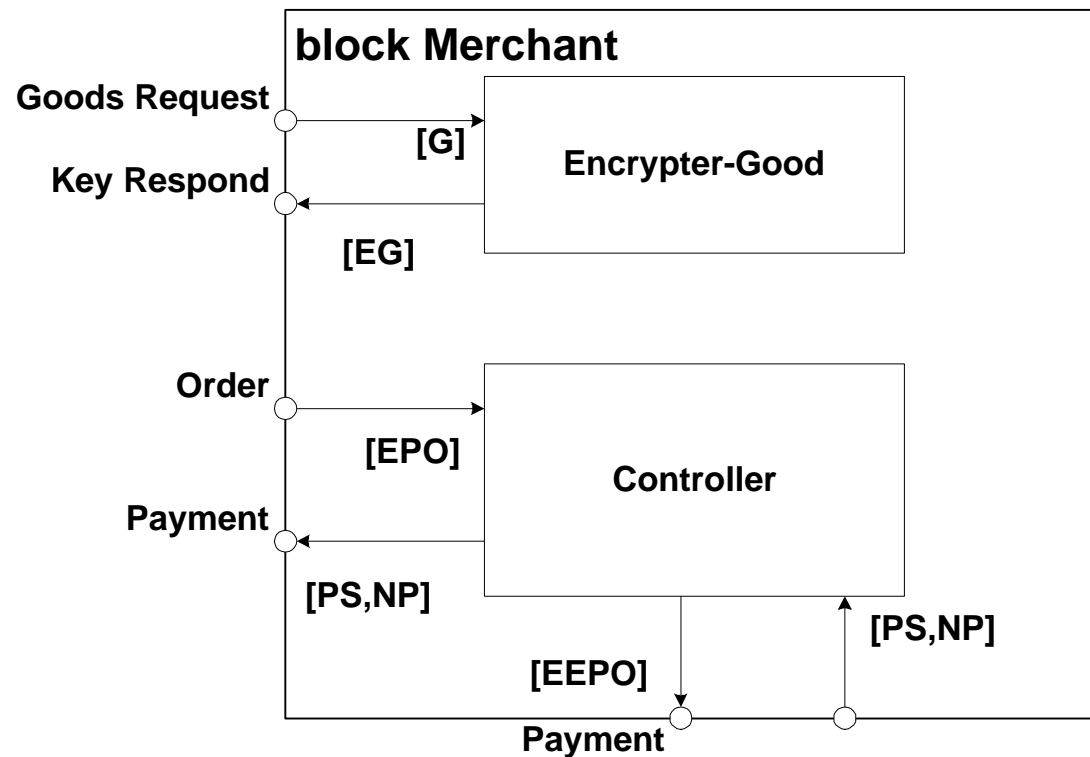 block Merchant
Goods Request
[G]
Encrypter-Good
Key Respond
[EG]
Order
[EPO]
Controller
Payment
[PS,NP]
[PS,NP]
[EEPO]
Payment